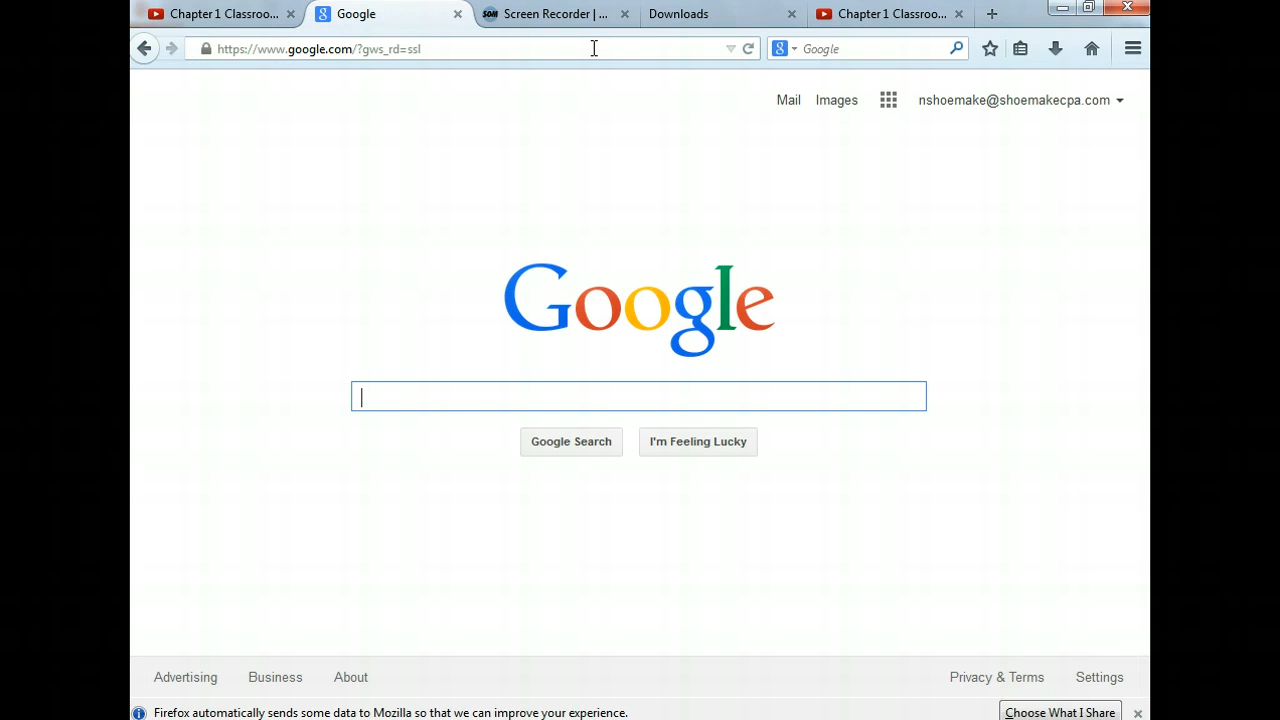 Chapter 1 Classroo... Google Screen Recorder | ... Downloads Chapter 1 Classroo...
https://www.google.com/?gws_rd=ssl Google
Mail Images nshoemake@shoemakecpa.com
Google
Google Search I'm Feeling Lucky
Advertising Business About Privacy & Terms Settings
Firefox automatically sends some data to Mozilla so that we can improve your experience. Choose What I Share